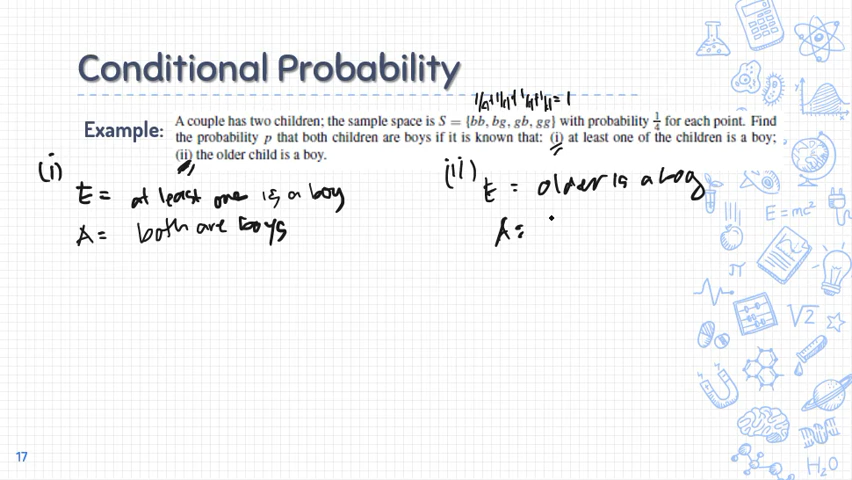 Conditional Probability
1/4+1/4+1/4+1/4=1
Example: A couple has two children; the sample space is S = {bb, bg, gb, gg} with probability 1/4 for each point. Find
the probability p that both children are boys if it is known that: (i) at least one of the children is a boy;
(ii) the older child is a boy.
(i)
E = at least one is a boy
A = both are boys
(ii)
E = older is a boy
A =
E=mc²
π
√2
DNA
H₂O
17